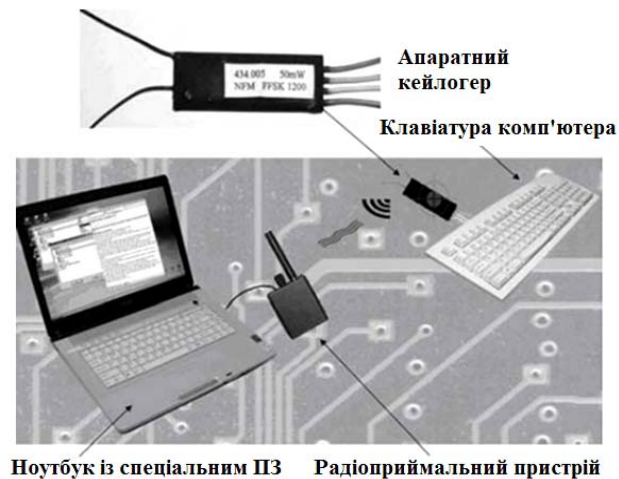 434.005 50mW
NFM FFSK 1200
Апаратний
кейлогер
Клавіатура комп'ютера
Ноутбук із спеціальним ПЗ
Радіоприймальний пристрій